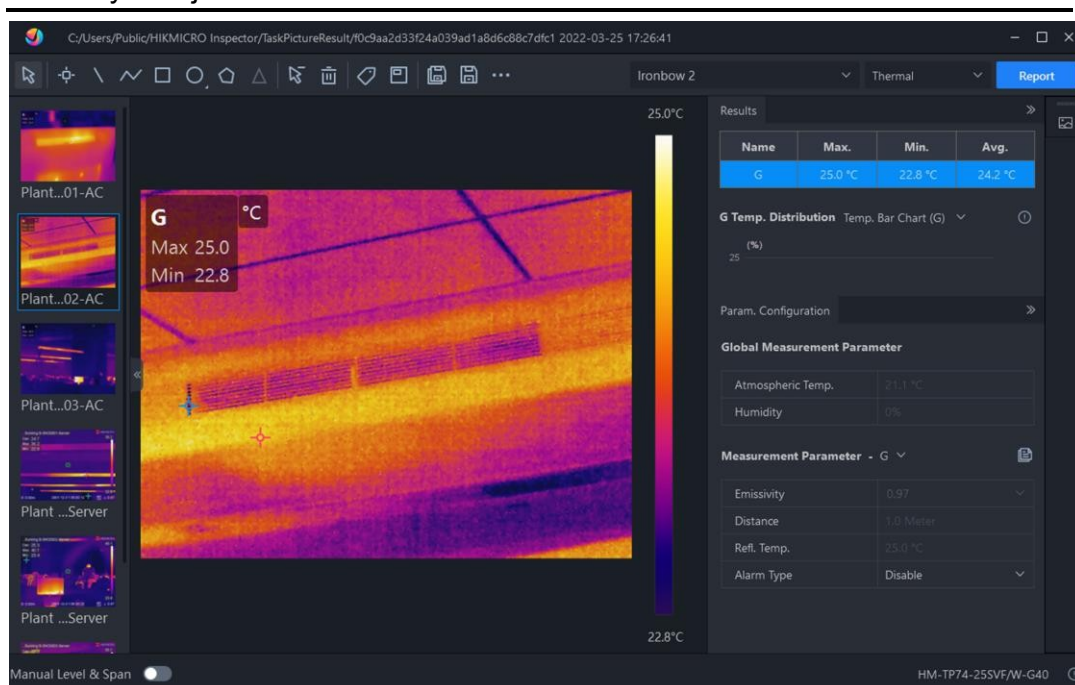 C:/Users/Public/HIKMICRO Inspector/TaskPictureResult/f0c9aa2d33f24a039ad1a8d6c88c7dfc1 2022-03-25 17:26:41
Ironbow 2
Thermal
Report
Plant...01-AC
Plant...02-AC
Plant...03-AC
Plant ...Server
Plant ...Server
G
°C
Max 25.0
Min 22.8
25.0°C
22.8°C
Results
Name Max. Min. Avg.
G 25.0 °C 22.8 °C 24.2 °C
G Temp. Distribution Temp. Bar Chart (G)
(%)
25
Param. Configuration
Global Measurement Parameter
Atmospheric Temp. 21.1 °C
Humidity 0%
Measurement Parameter - G
Emissivity 0.97
Distance 1.0 Meter
Refl. Temp. 25.0 °C
Alarm Type Disable
Manual Level & Span
HM-TP74-25SVF/W-G40